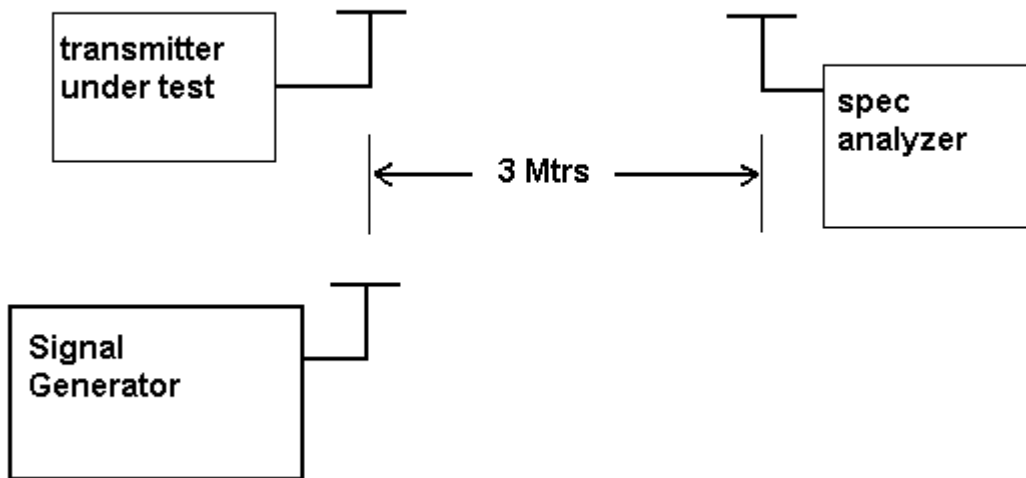 transmitter
under test
spec
analyzer
3 Mtrs
Signal
Generator